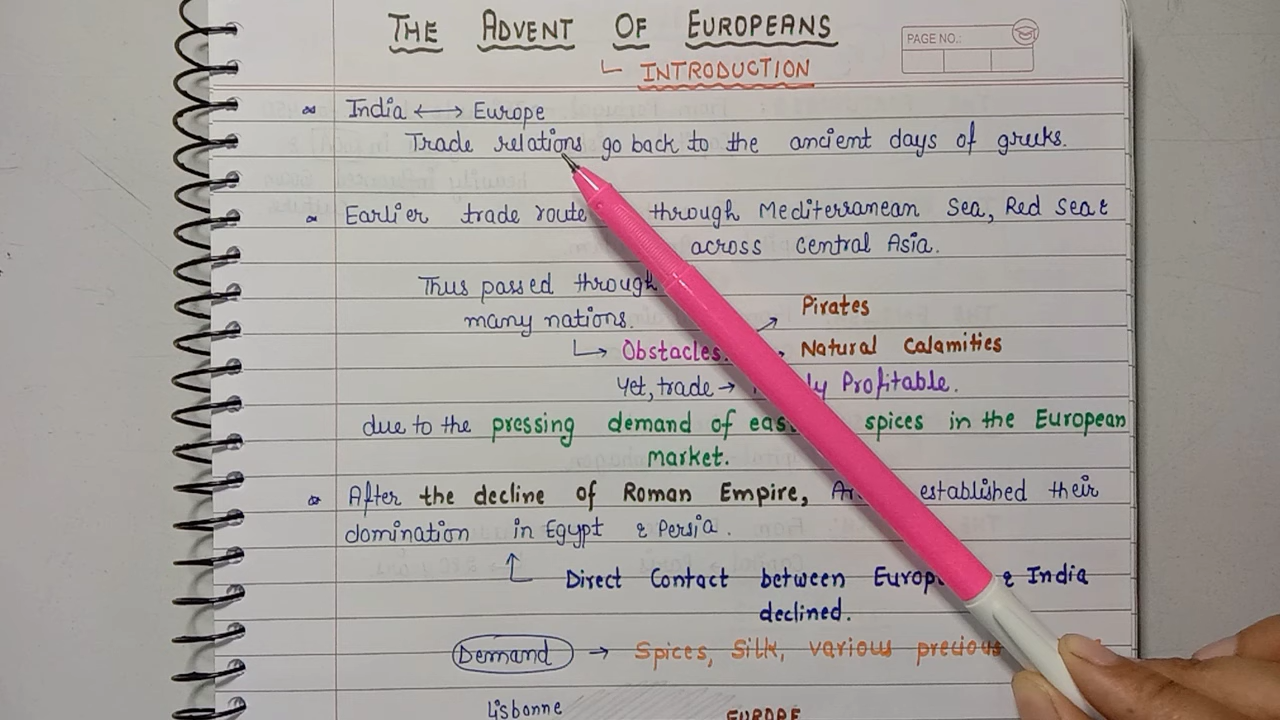 THE ADVENT OF EUROPEANS
PAGE NO.:
INTRODUCTION
India ↔ Europe
Trade relations go back to the ancient days of greeks.
Earlier trade route through Mediterranean Sea, Red Sea &
across Central Asia.
Thus passed through
many nations.
Pirates
↳ Obstacles. Natural Calamities
Yet, trade → Profitable.
due to the pressing demand of spices in the European
market.
After the decline of Roman Empire, established their
domination in Egypt & Persia.
Direct Contact between & India
declined.
Demand → Spices, Silk, various precious
Lisbonne
EUROPE